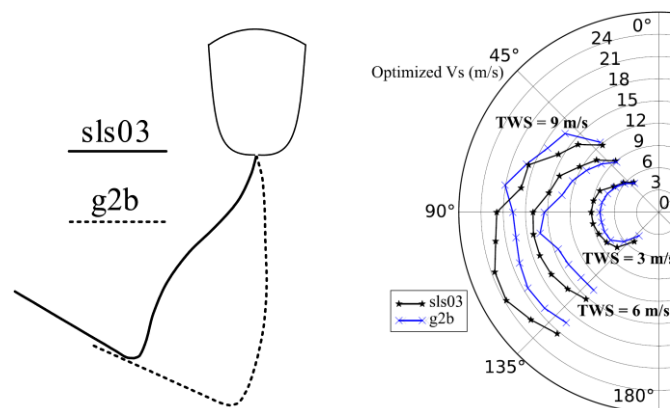 sls03
g2b
Optimized Vs (m/s)
0°
45°
90°
135°
180°
24
21
18
15
12
9
6
3
0
TWS = 9 m/s
TWS = 3 m/s
TWS = 6 m/s
sls03
g2b